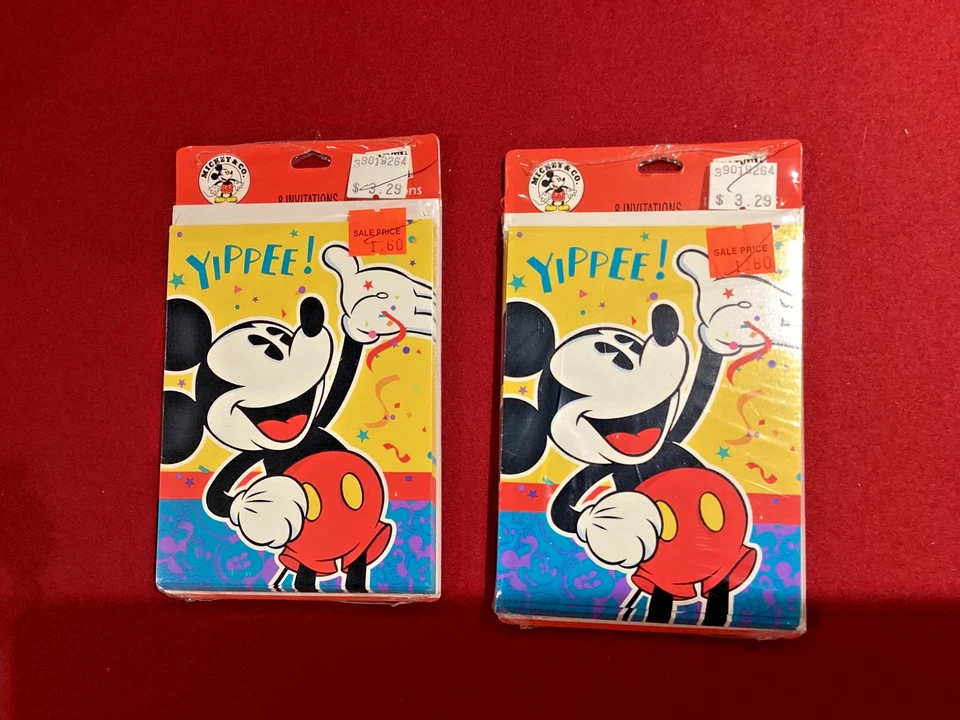 MICKEY & CO.
8 INVITATIONS
39019264
$ 3.29
ns
SALE PRICE
1.60
YIPPEE!
MICKEY & CO.
8 INVITATIONS
39019264
$ 3.29
SALE PRICE
1.60
YIPPEE!